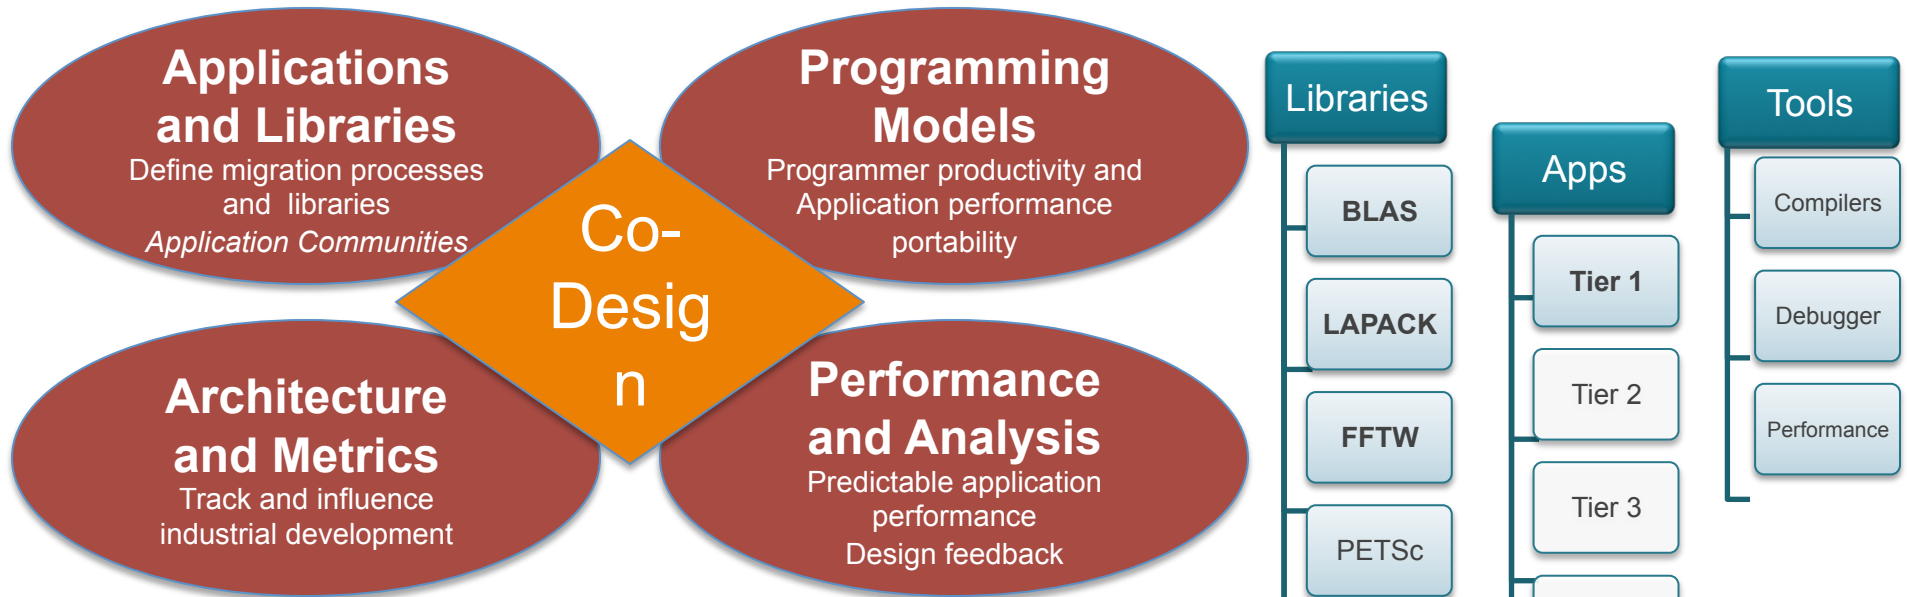 Applications
and Libraries
Define migration processes
and libraries
Application Communities
Programming
Models
Programmer productivity and
Application performance
portability
Co-
Desig
n
Architecture
and Metrics
Track and influence
industrial development
Performance
and Analysis
Predictable application
performance
Design feedback
Libraries
BLAS
LAPACK
FFTW
PETSc
Apps
Tier 1
Tier 2
Tier 3
Tools
Compilers
Debugger
Performance